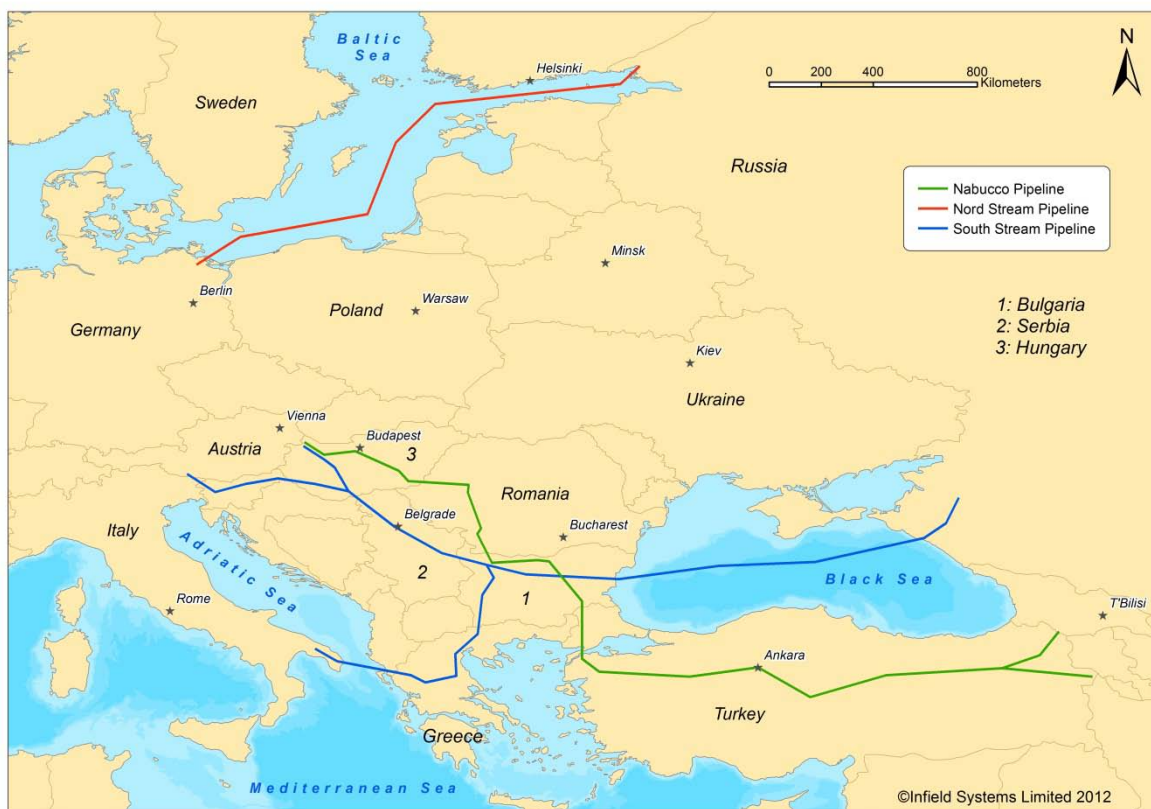 Baltic
Sea
Helsinki
N
0 200 400 800
Kilometers
Sweden
Russia
Nabucco Pipeline
Nord Stream Pipeline
South Stream Pipeline
Minsk
Berlin
Poland
Warsaw
Germany
1: Bulgaria
2: Serbia
3: Hungary
Kiev
Ukraine
Vienna
Austria
Budapest
3
Romania
Italy
Belgrade
Bucharest
Adriatic Sea
2
1
Black Sea
Rome
T'Bilisi
Ankara
Turkey
Greece
Mediterranean Sea
©Infield Systems Limited 2012